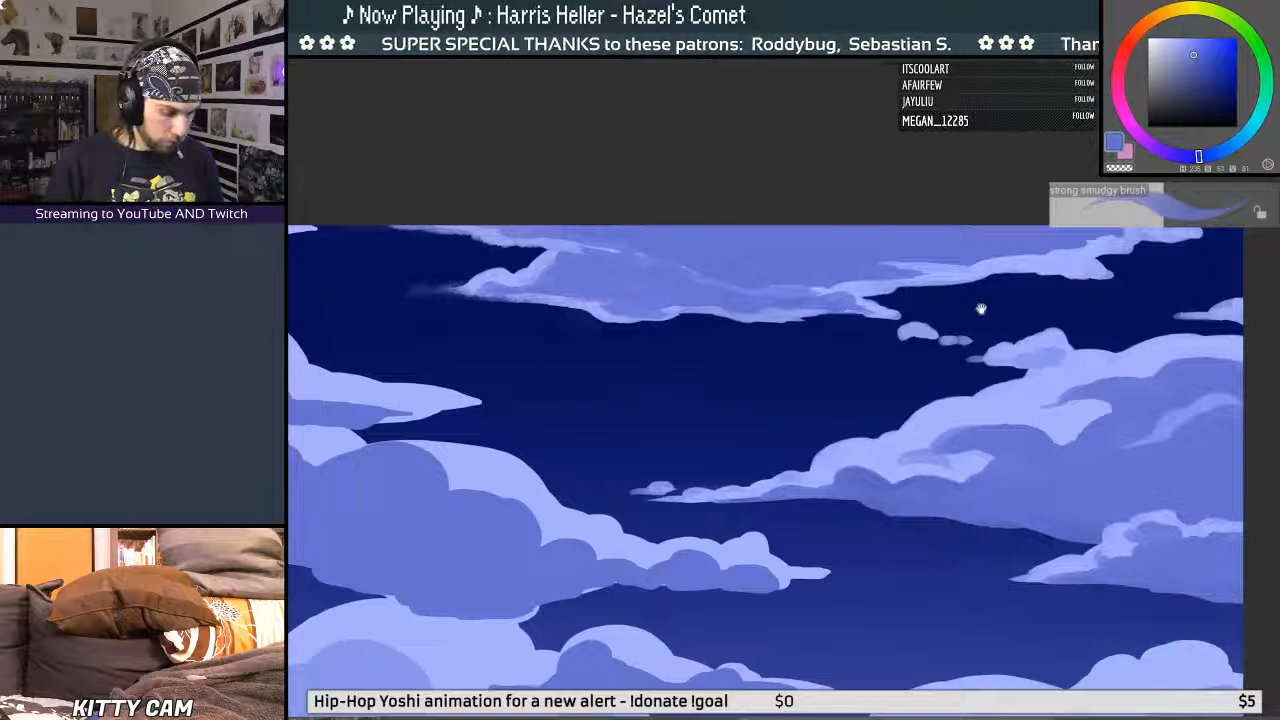 ♪ Now Playing ♪ : Harris Heller - Hazel's Comet
SUPER SPECIAL THANKS to these patrons: Roddybug, Sebastian S.
Than
ITSCOOLART FOLLOW
AFAIRFEW FOLLOW
JAYULIU FOLLOW
MEGAN_12285 FOLLOW
strong smudgy brush
Streaming to YouTube AND Twitch
KITTY CAM
Hip-Hop Yoshi animation for a new alert - !donate !goal $0 $5